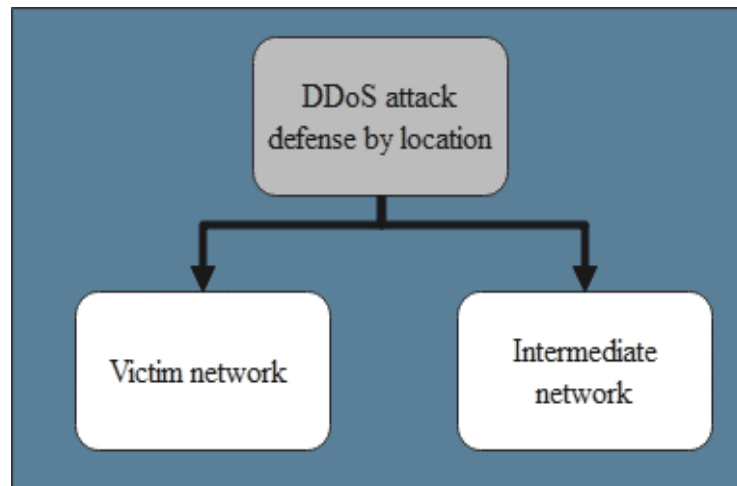 DDoS attack
defense by location
Victim network
Intermediate
network